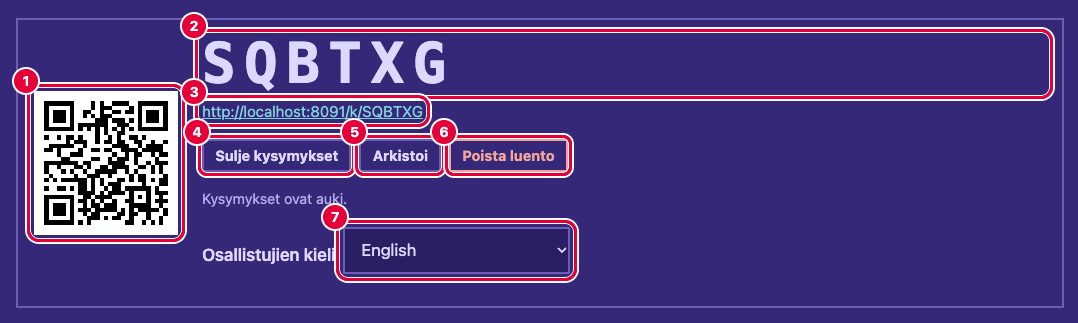 1
2
SQBTXG
3
http://localhost:8091/k/SQBTXG
4 Sulje kysymykset 5 Arkistoi 6 Poista luento
Kysymykset ovat auki.
7
Osallistujien kieli English